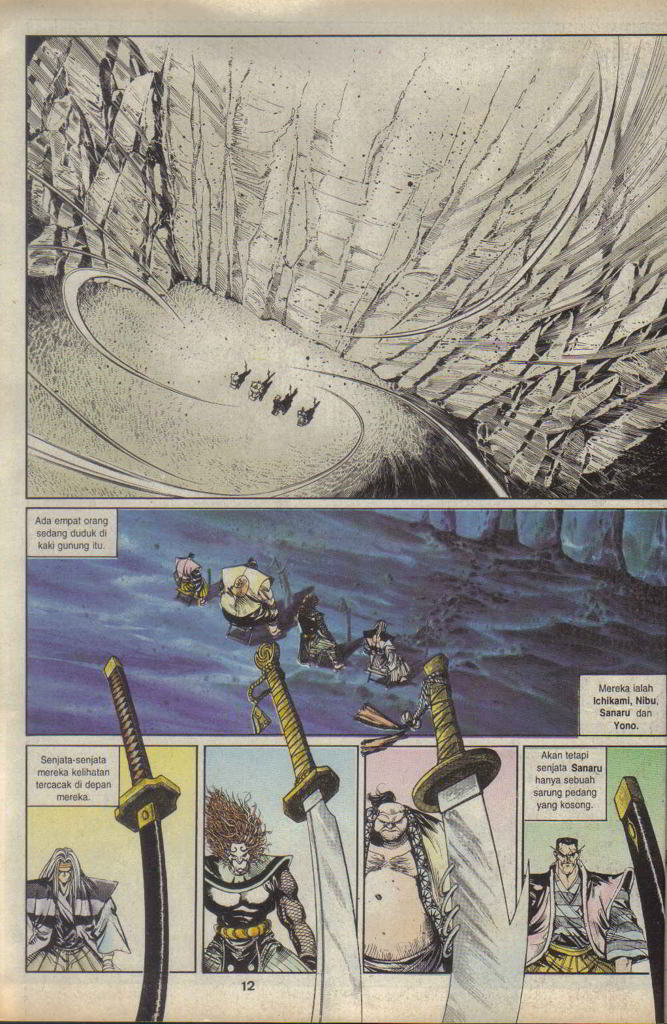 Ada empat orang
sedang duduk di
kaki gunung itu.
Mereka ialah
Ichikami, Nibu,
Sanaru dan
Yono.
Senjata-senjata
mereka kelihatan
tercacak di depan
mereka.
Akan tetapi
senjata Sanaru
hanya sebuah
sarung pedang
yang kosong.
12